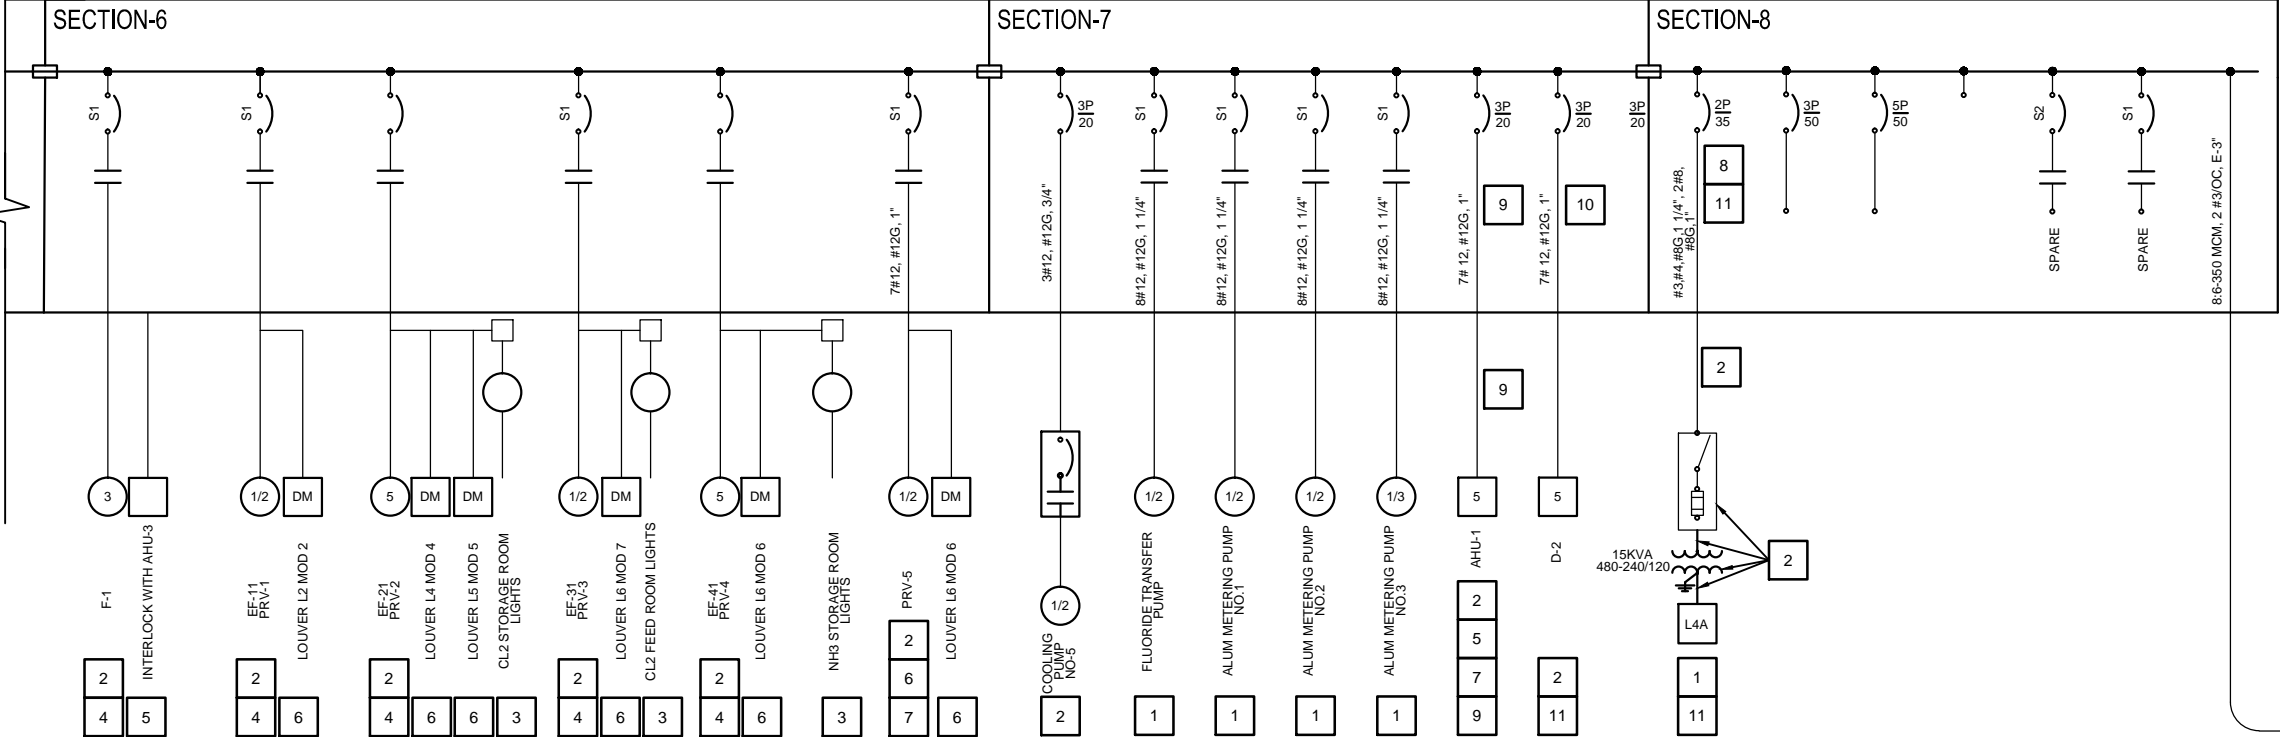 SECTION-6
SECTION-7
SECTION-8
S1
S1
S1
S1
3P
20
S1
S1
S1
S1
3P
20
3P
20
3P
20
2P
35
3P
50
5P
50
S2
S1
7#12, #12G, 1"
3#12, #12G, 3/4"
8#12, #12G, 1 1/4"
8#12, #12G, 1 1/4"
8#12, #12G, 1 1/4"
8#12, #12G, 1 1/4"
7# 12, #12G, 1"
9
7# 12, #12G, 1"
10
#3,#4,#8G,1 1/4", 2#8,
#8G,1"
8
11
SPARE
SPARE
8:6-350 MCM, 2 #3/OC, E-3"
9
2
3
1/2
DM
5
DM
DM
1/2
DM
5
DM
1/2
DM
1/2
1/2
1/2
1/3
5
5
F-1
INTERLOCK WITH AHU-3
EF-11
PRV-1
LOUVER L2 MOD 2
EF-21
PRV-2
LOUVER L4 MOD 4
LOUVER L5 MOD 5
CL2 STORAGE ROOM
LIGHTS
EF-31
PRV-3
LOUVER L6 MOD 7
CL2 FEED ROOM LIGHTS
EF-41
PRV-4
LOUVER L6 MOD 6
NH3 STORAGE ROOM
LIGHTS
PRV-5
LOUVER L6 MOD 6
1/2
COOLING
PUMP
NO-5
FLUORIDE TRANSFER
PUMP
ALUM METERING PUMP
NO.1
ALUM METERING PUMP
NO.2
ALUM METERING PUMP
NO.3
AHU-1
D-2
15KVA
480-240/120
2
L4A
2
4
5
2
4
6
2
4
6
6
3
2
4
6
3
2
4
6
3
2
6
7
6
2
1
1
1
1
2
5
7
9
2
11
1
11